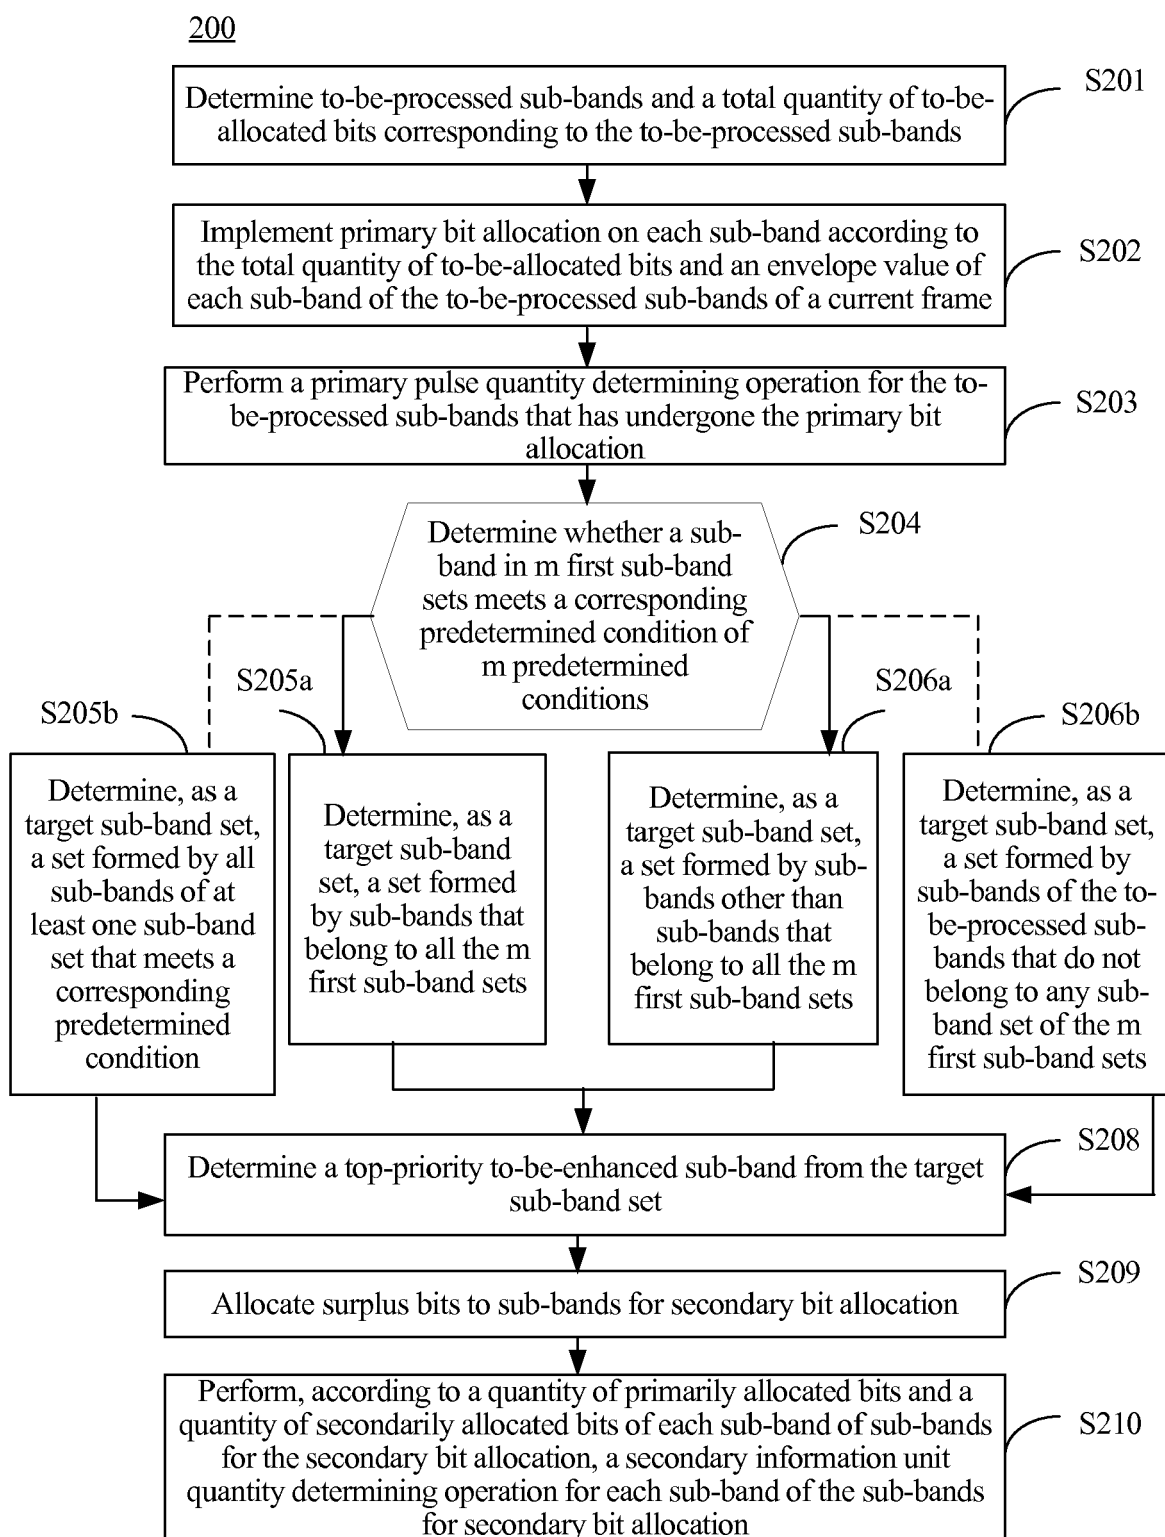 200
Determine to-be-processed sub-bands and a total quantity of to-be-
allocated bits corresponding to the to-be-processed sub-bands
S201
Implement primary bit allocation on each sub-band according to
the total quantity of to-be-allocated bits and an envelope value of
each sub-band of the to-be-processed sub-bands of a current frame
S202
Perform a primary pulse quantity determining operation for the to-
be-processed sub-bands that has undergone the primary bit
allocation
S203
Determine whether a sub-
band in m first sub-band
sets meets a corresponding
predetermined condition of
m predetermined
conditions
S204
S205b
Determine, as a
target sub-band set,
a set formed by all
sub-bands of at
least one sub-band
set that meets a
corresponding
predetermined
condition
S205a
Determine, as a
target sub-band
set, a set formed
by sub-bands that
belong to all the m
first sub-band sets
S206a
Determine, as a
target sub-band set,
a set formed by sub-
bands other than
sub-bands that
belong to all the m
first sub-band sets
S206b
Determine, as a
target sub-band set,
a set formed by
sub-bands of the to-
be-processed sub-
bands that do not
belong to any sub-
band set of the m
first sub-band sets
Determine a top-priority to-be-enhanced sub-band from the target
sub-band set
S208
Allocate surplus bits to sub-bands for secondary bit allocation
S209
Perform, according to a quantity of primarily allocated bits and a
quantity of secondarily allocated bits of each sub-band of sub-bands
for the secondary bit allocation, a secondary information unit
quantity determining operation for each sub-band of the sub-bands
for secondary bit allocation
S210